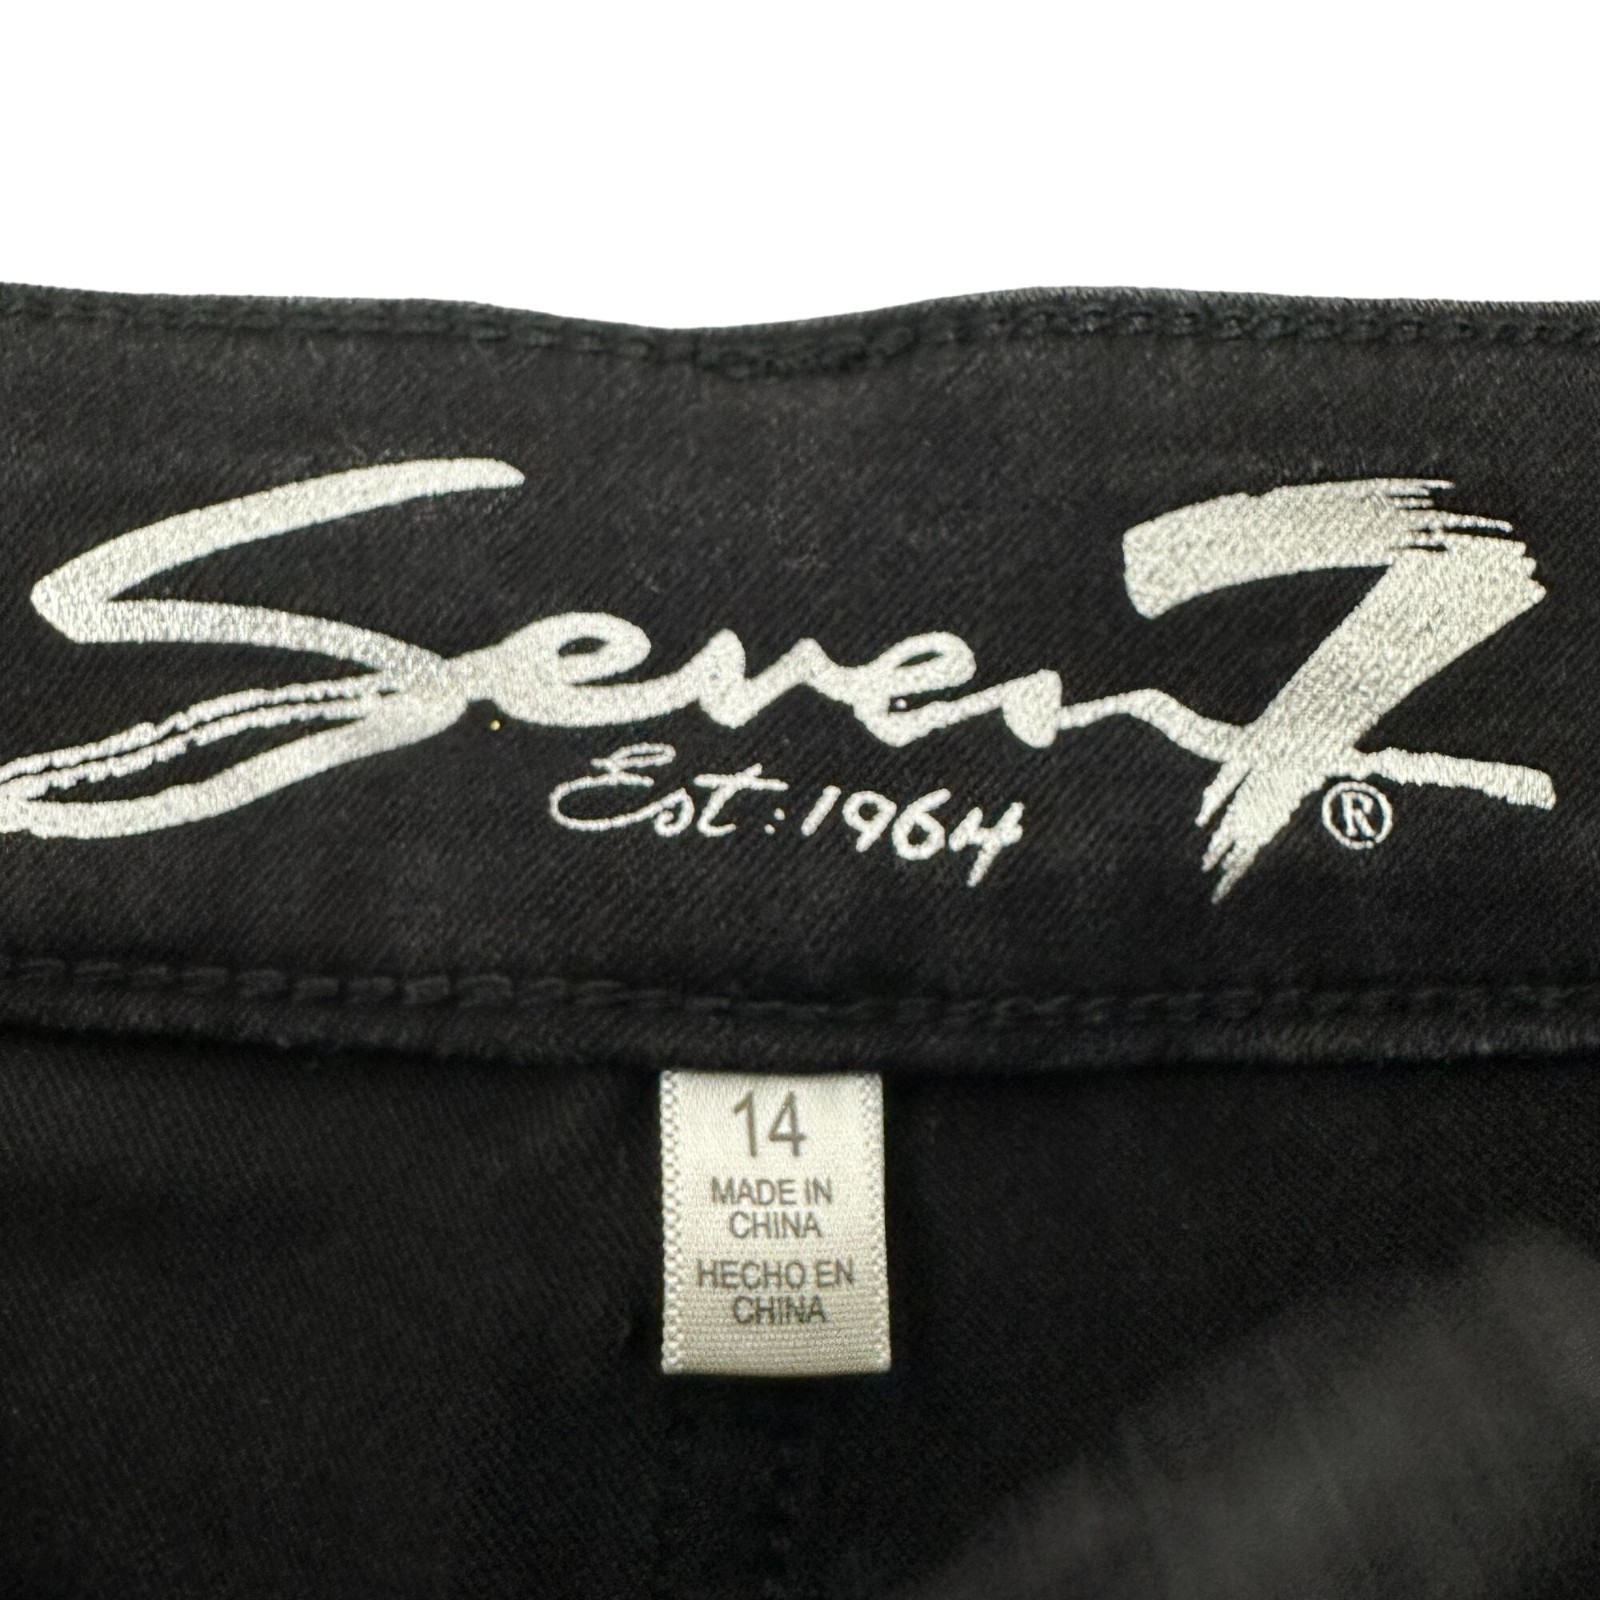 Seven7®
Est: 1964
14
MADE IN
CHINA
HECHO EN
CHINA